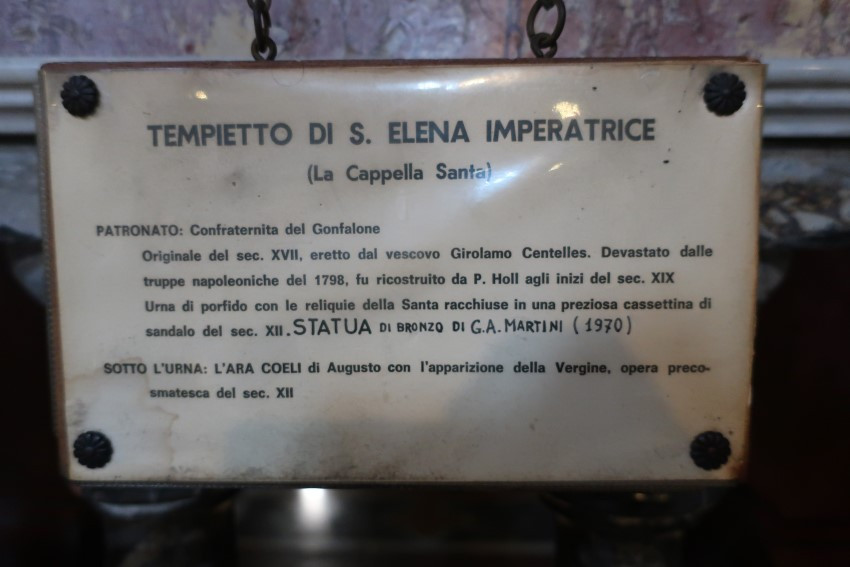 TEMPIETTO DI S. ELENA IMPERATRICE
(La Cappella Santa)
PATRONATO: Confraternita del Gonfalone
Originale del sec. XVII, eretto dal vescovo Girolamo Centelles. Devastato dalle
truppe napoleoniche del 1798, fu ricostruito da P. Holl agli inizi del sec. XIX
Urna di porfido con le reliquie della Santa racchiuse in una preziosa cassettina di
sandalo del sec. XII. STATUA DI BRONZO DI G.A. MARTINI (1970)
SOTTO L'URNA: L'ARA COELI di Augusto con l'apparizione della Vergine, opera preco-
smatesca del sec. XII